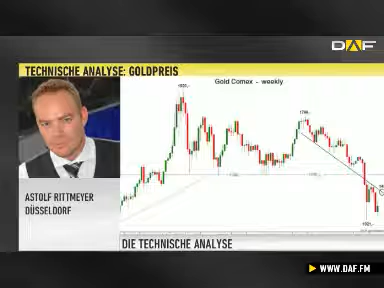 DAF
TECHNISCHE ANALYSE: GOLDPREIS
Gold Comex - weekly
ASTOLF RITTMEYER
DÜSSELDORF
DIE TECHNISCHE ANALYSE
WWW.DAF.FM